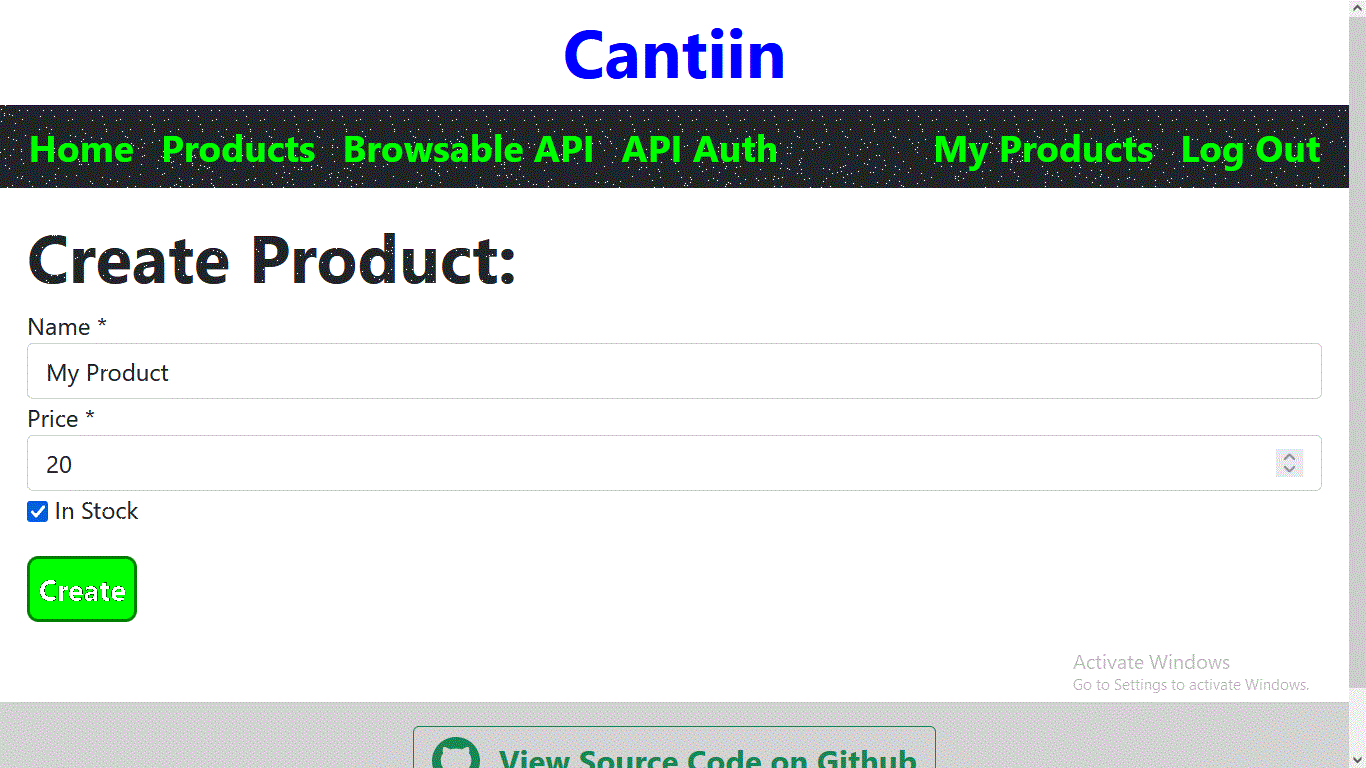 Cantiin
Home Products Browsable API API Auth My Products Log Out
Create Product:
Name *
My Product
Price *
20
In Stock
Create
Activate Windows
Go to Settings to activate Windows.
View Source Code on Github